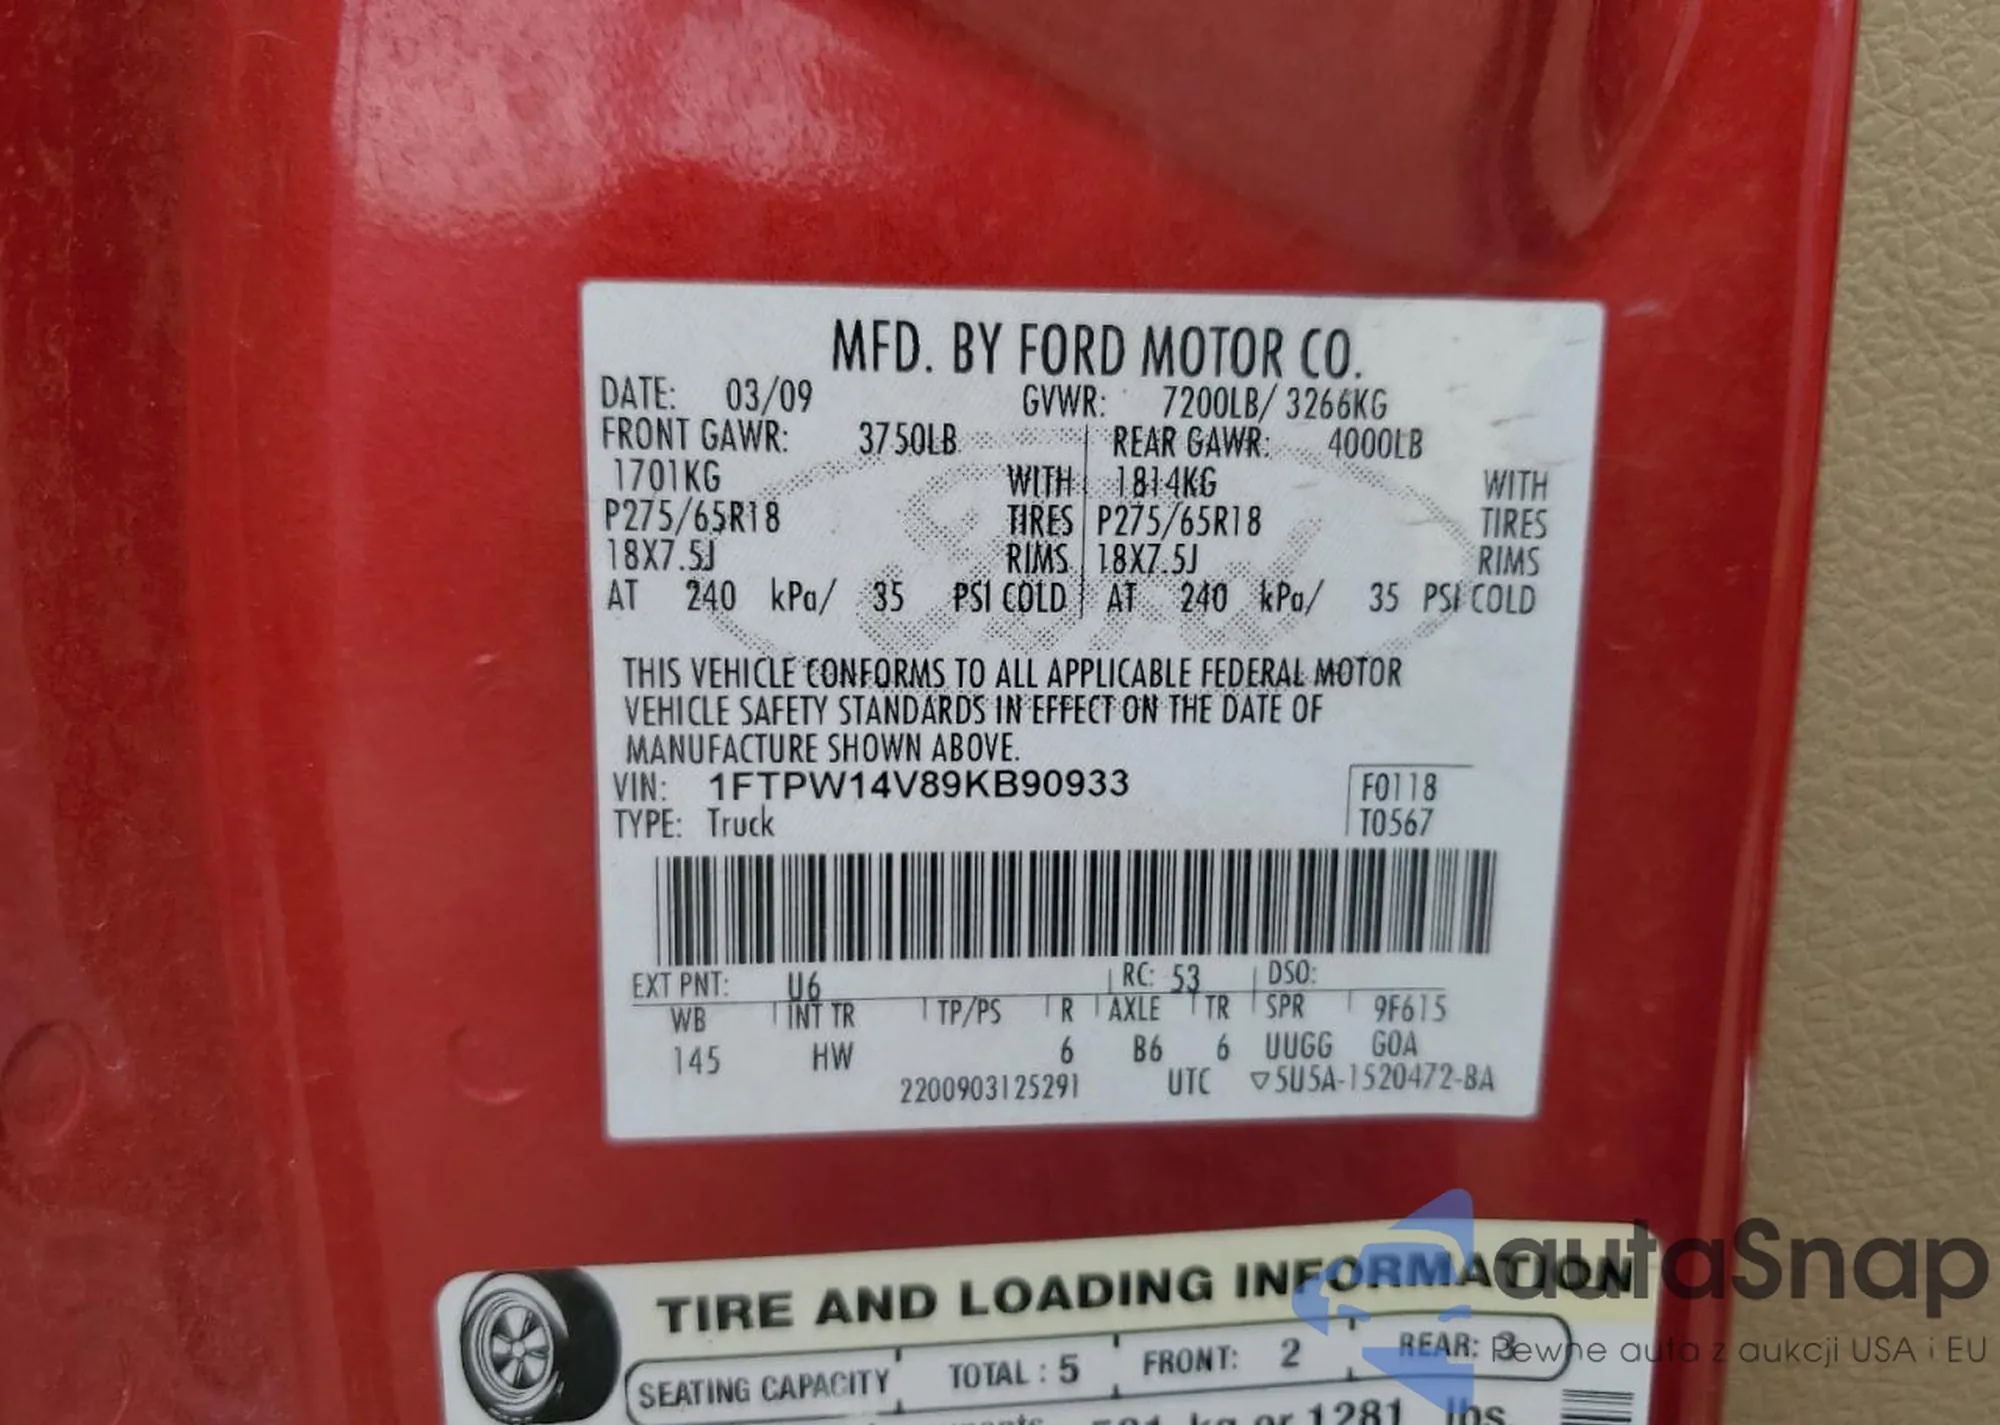 MFD. BY FORD MOTOR CO.
DATE: 03/09 GVWR: 7200LB/ 3266KG
FRONT GAWR: 3750LB REAR GAWR: 4000LB
1701KG WITH 1814KG WITH
P275/65R18 TIRES P275/65R18 TIRES
18X7.5J RIMS 18X7.5J RIMS
AT 240 kPa/ 35 PSI COLD AT 240 kPa/ 35 PSI COLD
THIS VEHICLE CONFORMS TO ALL APPLICABLE FEDERAL MOTOR
VEHICLE SAFETY STANDARDS IN EFFECT ON THE DATE OF
MANUFACTURE SHOWN ABOVE.
VIN: 1FTPW14V89KB90933 F0118
TYPE: Truck T0567
EXT PNT: U6 RC: 53 DSO:
WB INT TR TP/PS R AXLE TR SPR 9F615
145 HW 6 B6 6 UUGG GOA
2200903125291 UTC ▽5U5A-1520472-BA
TIRE AND LOADING INFORMATION
SEATING CAPACITY TOTAL : 5 FRONT: 2 REAR: 3
kg or 1281 lbs.
autaSnap
Pewne auta z aukcji USA i EU